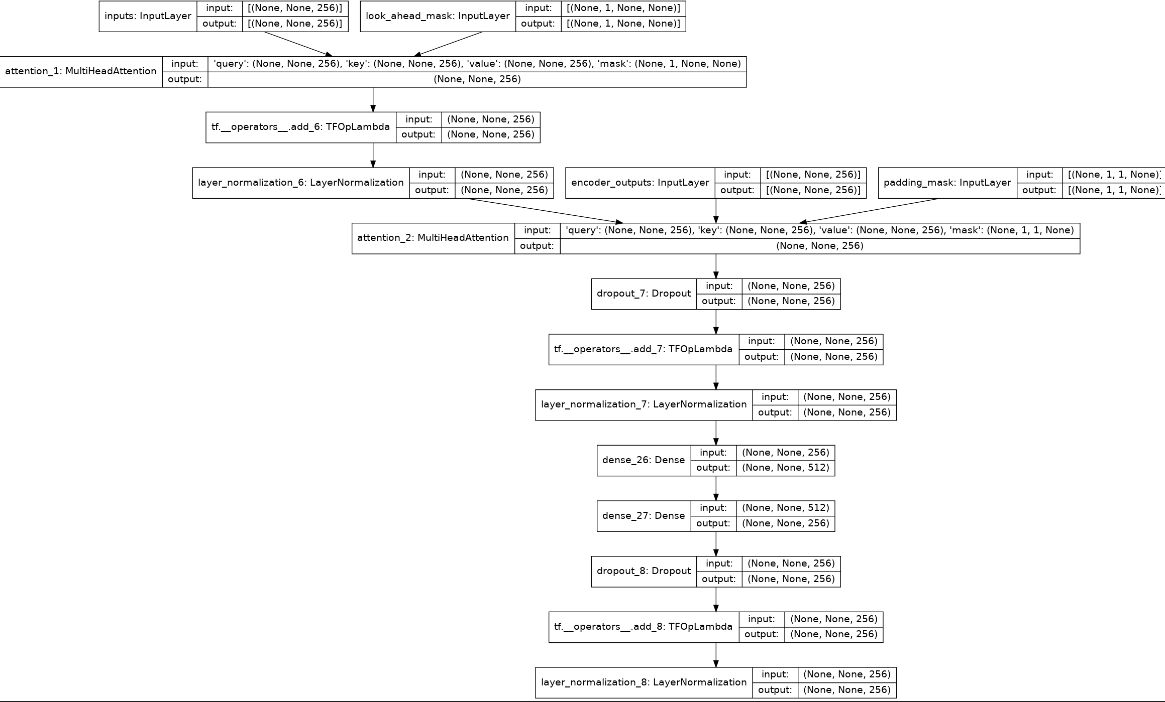 inputs: InputLayer input: [(None, None, 256)]
output: [(None, None, 256)]
look_ahead_mask: InputLayer input: [(None, 1, None, None)]
output: [(None, 1, None, None)]
attention_1: MultiHeadAttention input: 'query': (None, None, 256), 'key': (None, None, 256), 'value': (None, None, 256), 'mask': (None, 1, None, None)
output: (None, None, 256)
tf.__operators__.add_6: TFOpLambda input: (None, None, 256)
output: (None, None, 256)
layer_normalization_6: LayerNormalization input: (None, None, 256)
output: (None, None, 256)
encoder_outputs: InputLayer input: [(None, None, 256)]
output: [(None, None, 256)]
padding_mask: InputLayer input: [(None, 1, 1, None)]
output: [(None, 1, 1, None)]
attention_2: MultiHeadAttention input: 'query': (None, None, 256), 'key': (None, None, 256), 'value': (None, None, 256), 'mask': (None, 1, 1, None)
output: (None, None, 256)
dropout_7: Dropout input: (None, None, 256)
output: (None, None, 256)
tf.__operators__.add_7: TFOpLambda input: (None, None, 256)
output: (None, None, 256)
layer_normalization_7: LayerNormalization input: (None, None, 256)
output: (None, None, 256)
dense_26: Dense input: (None, None, 256)
output: (None, None, 512)
dense_27: Dense input: (None, None, 512)
output: (None, None, 256)
dropout_8: Dropout input: (None, None, 256)
output: (None, None, 256)
tf.__operators__.add_8: TFOpLambda input: (None, None, 256)
output: (None, None, 256)
layer_normalization_8: LayerNormalization input: (None, None, 256)
output: (None, None, 256)